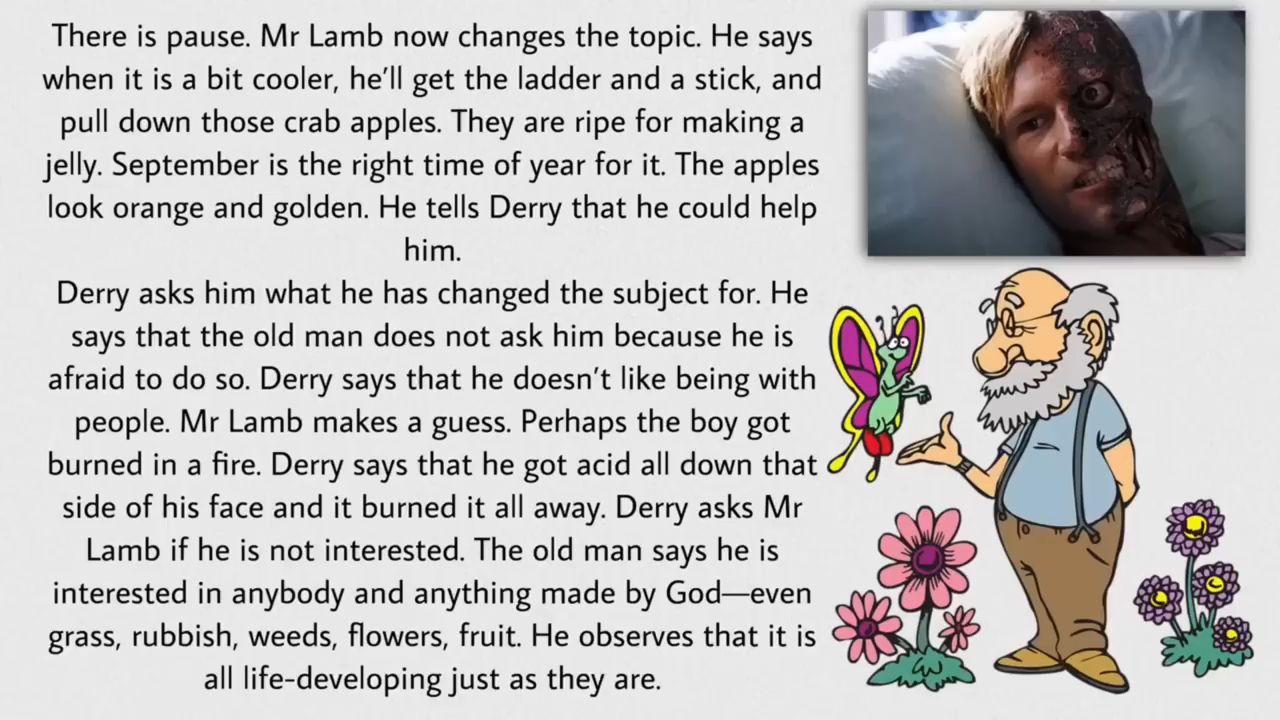 There is pause. Mr Lamb now changes the topic. He says
when it is a bit cooler, he'll get the ladder and a stick, and
pull down those crab apples. They are ripe for making a
jelly. September is the right time of year for it. The apples
look orange and golden. He tells Derry that he could help
him.
Derry asks him what he has changed the subject for. He
says that the old man does not ask him because he is
afraid to do so. Derry says that he doesn't like being with
people. Mr Lamb makes a guess. Perhaps the boy got
burned in a fire. Derry says that he got acid all down that
side of his face and it burned it all away. Derry asks Mr
Lamb if he is not interested. The old man says he is
interested in anybody and anything made by God—even
grass, rubbish, weeds, flowers, fruit. He observes that it is
all life-developing just as they are.